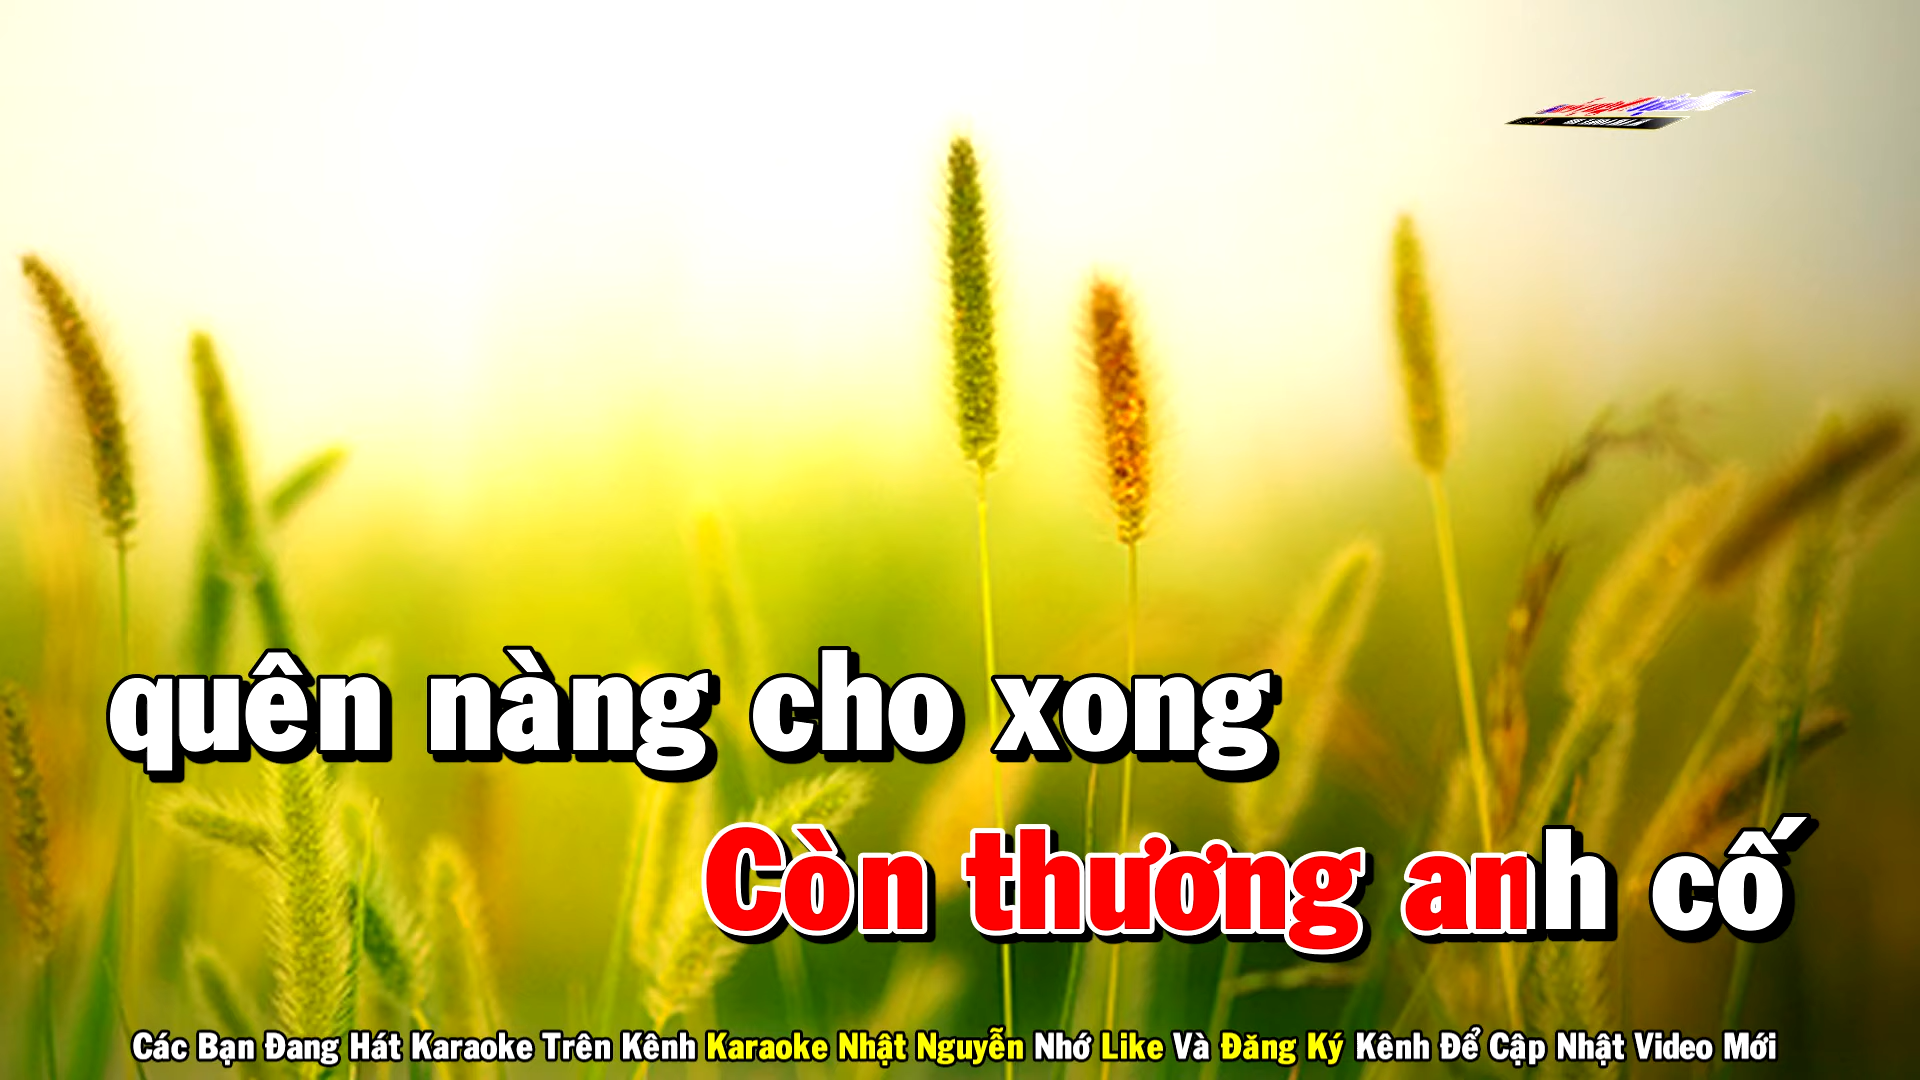 quên nàng cho xong
Còn thương anh cố
Các Bạn Đang Hát Karaoke Trên Kênh Karaoke Nhật Nguyễn Nhớ Like Và Đăng Ký Kênh Để Cập Nhật Video Mới